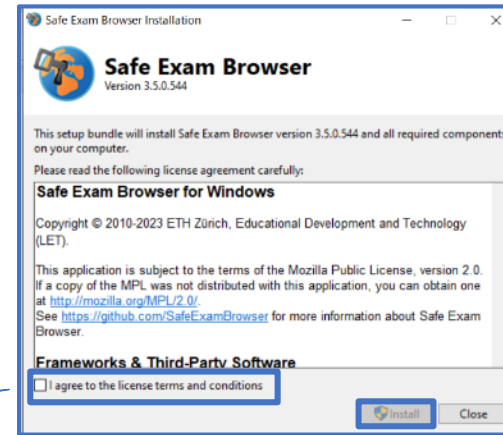 Safe Exam Browser Installation
Safe Exam Browser
Version 3.5.0.544
This setup bundle will install Safe Exam Browser version 3.5.0.544 and all required components
on your computer.
Please read the following license agreement carefully:
Safe Exam Browser for Windows
Copyright © 2010-2023 ETH Zürich, Educational Development and Technology
(LET).
This application is subject to the terms of the Mozilla Public License, version 2.0.
If a copy of the MPL was not distributed with this application, you can obtain one
at http://mozilla.org/MPL/2.0/.
See https://github.com/SafeExamBrowser for more information about Safe Exam
Browser.
Frameworks & Third-Party Software
I agree to the license terms and conditions
Install
Close